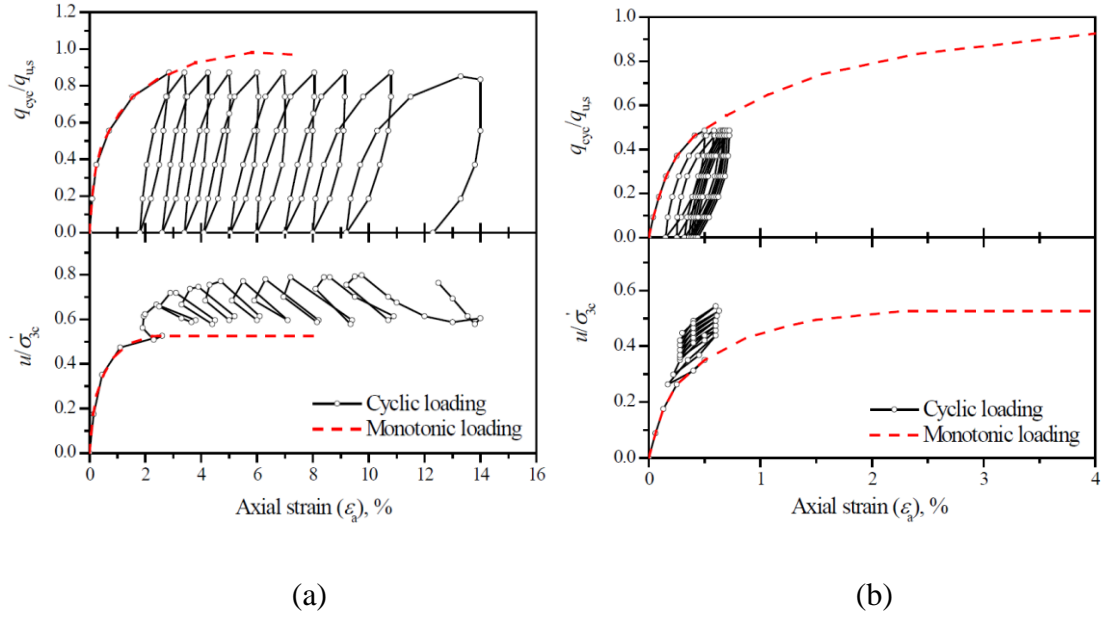 1.2
1.0
0.8
0.6
0.4
0.2
0.0
q_cyc/q_u,s
0.8
0.6
0.4
0.2
0.0
u/σ'_3c
Cyclic loading
Monotonic loading
0 2 4 6 8 10 12 14 16
Axial strain (ε_a), %
(a)
1.0
0.8
0.6
0.4
0.2
0.0
q_cyc/q_u,s
0.6
0.4
0.2
0.0
u/σ'_3c
Cyclic loading
Monotonic loading
0 1 2 3 4
Axial strain (ε_a), %
(b)